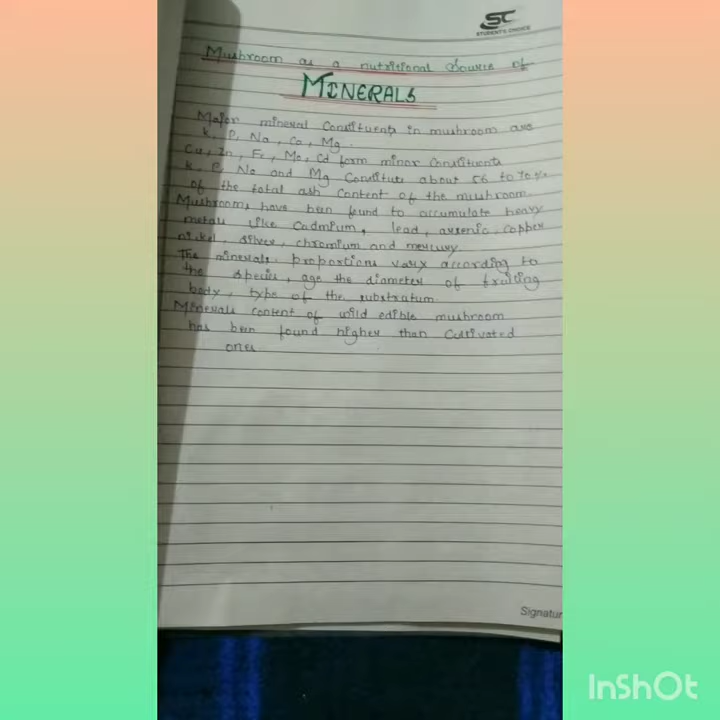 SC
STUDENT'S CHOICE
Mushroom as a nutritional source of
MINERALS
Major mineral constituents in mushroom are
K, P, Na, Ca, Mg.
Cu, Zn, Fe, Mo, Cd form minor constituents
K, P, Na and Mg constitute about 56 to 70%
of the total ash content of the mushroom
Mushrooms have been found to accumulate heavy
metals like Cadmium, lead, arsenic, copper
nickel, silver, chromium and mercury
The minerals proportions vary according to
the species, age the diameter of fruiting
body, type of the substratum.
Minerals content of wild edible mushroom
has been found higher than cultivated
ones
Signatur
InShOt